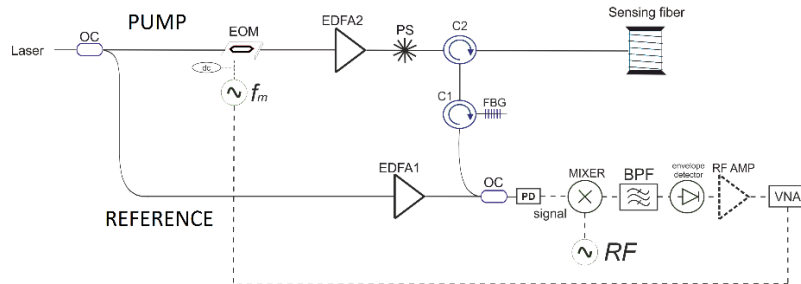 PUMP
EDFA2
PS
C2
Sensing fiber
Laser
OC
EOM
dc
fm
C1
FBG
EDFA1
REFERENCE
OC
PD
signal
MIXER
BPF
envelope
detector
RF AMP
VNA
RF